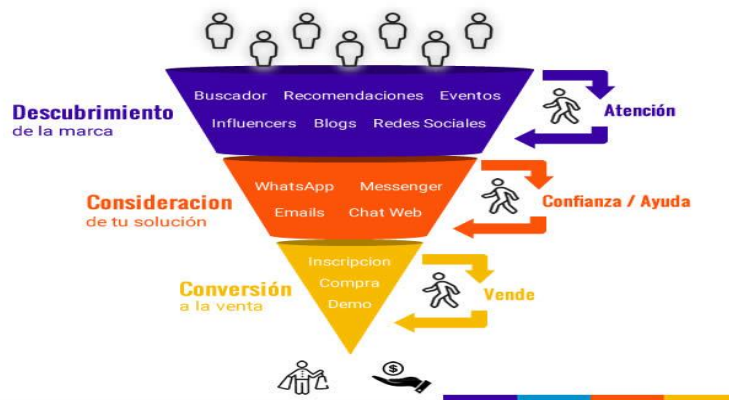 Buscador Recomendaciones Eventos
Influencers Blogs Redes Sociales
Descubrimiento
de la marca
Atención
WhatsApp Messenger
Emails Chat Web
Consideracion
de tu solución
Confianza / Ayuda
Inscripcion
Compra
Demo
Conversión
a la venta
Vende
$